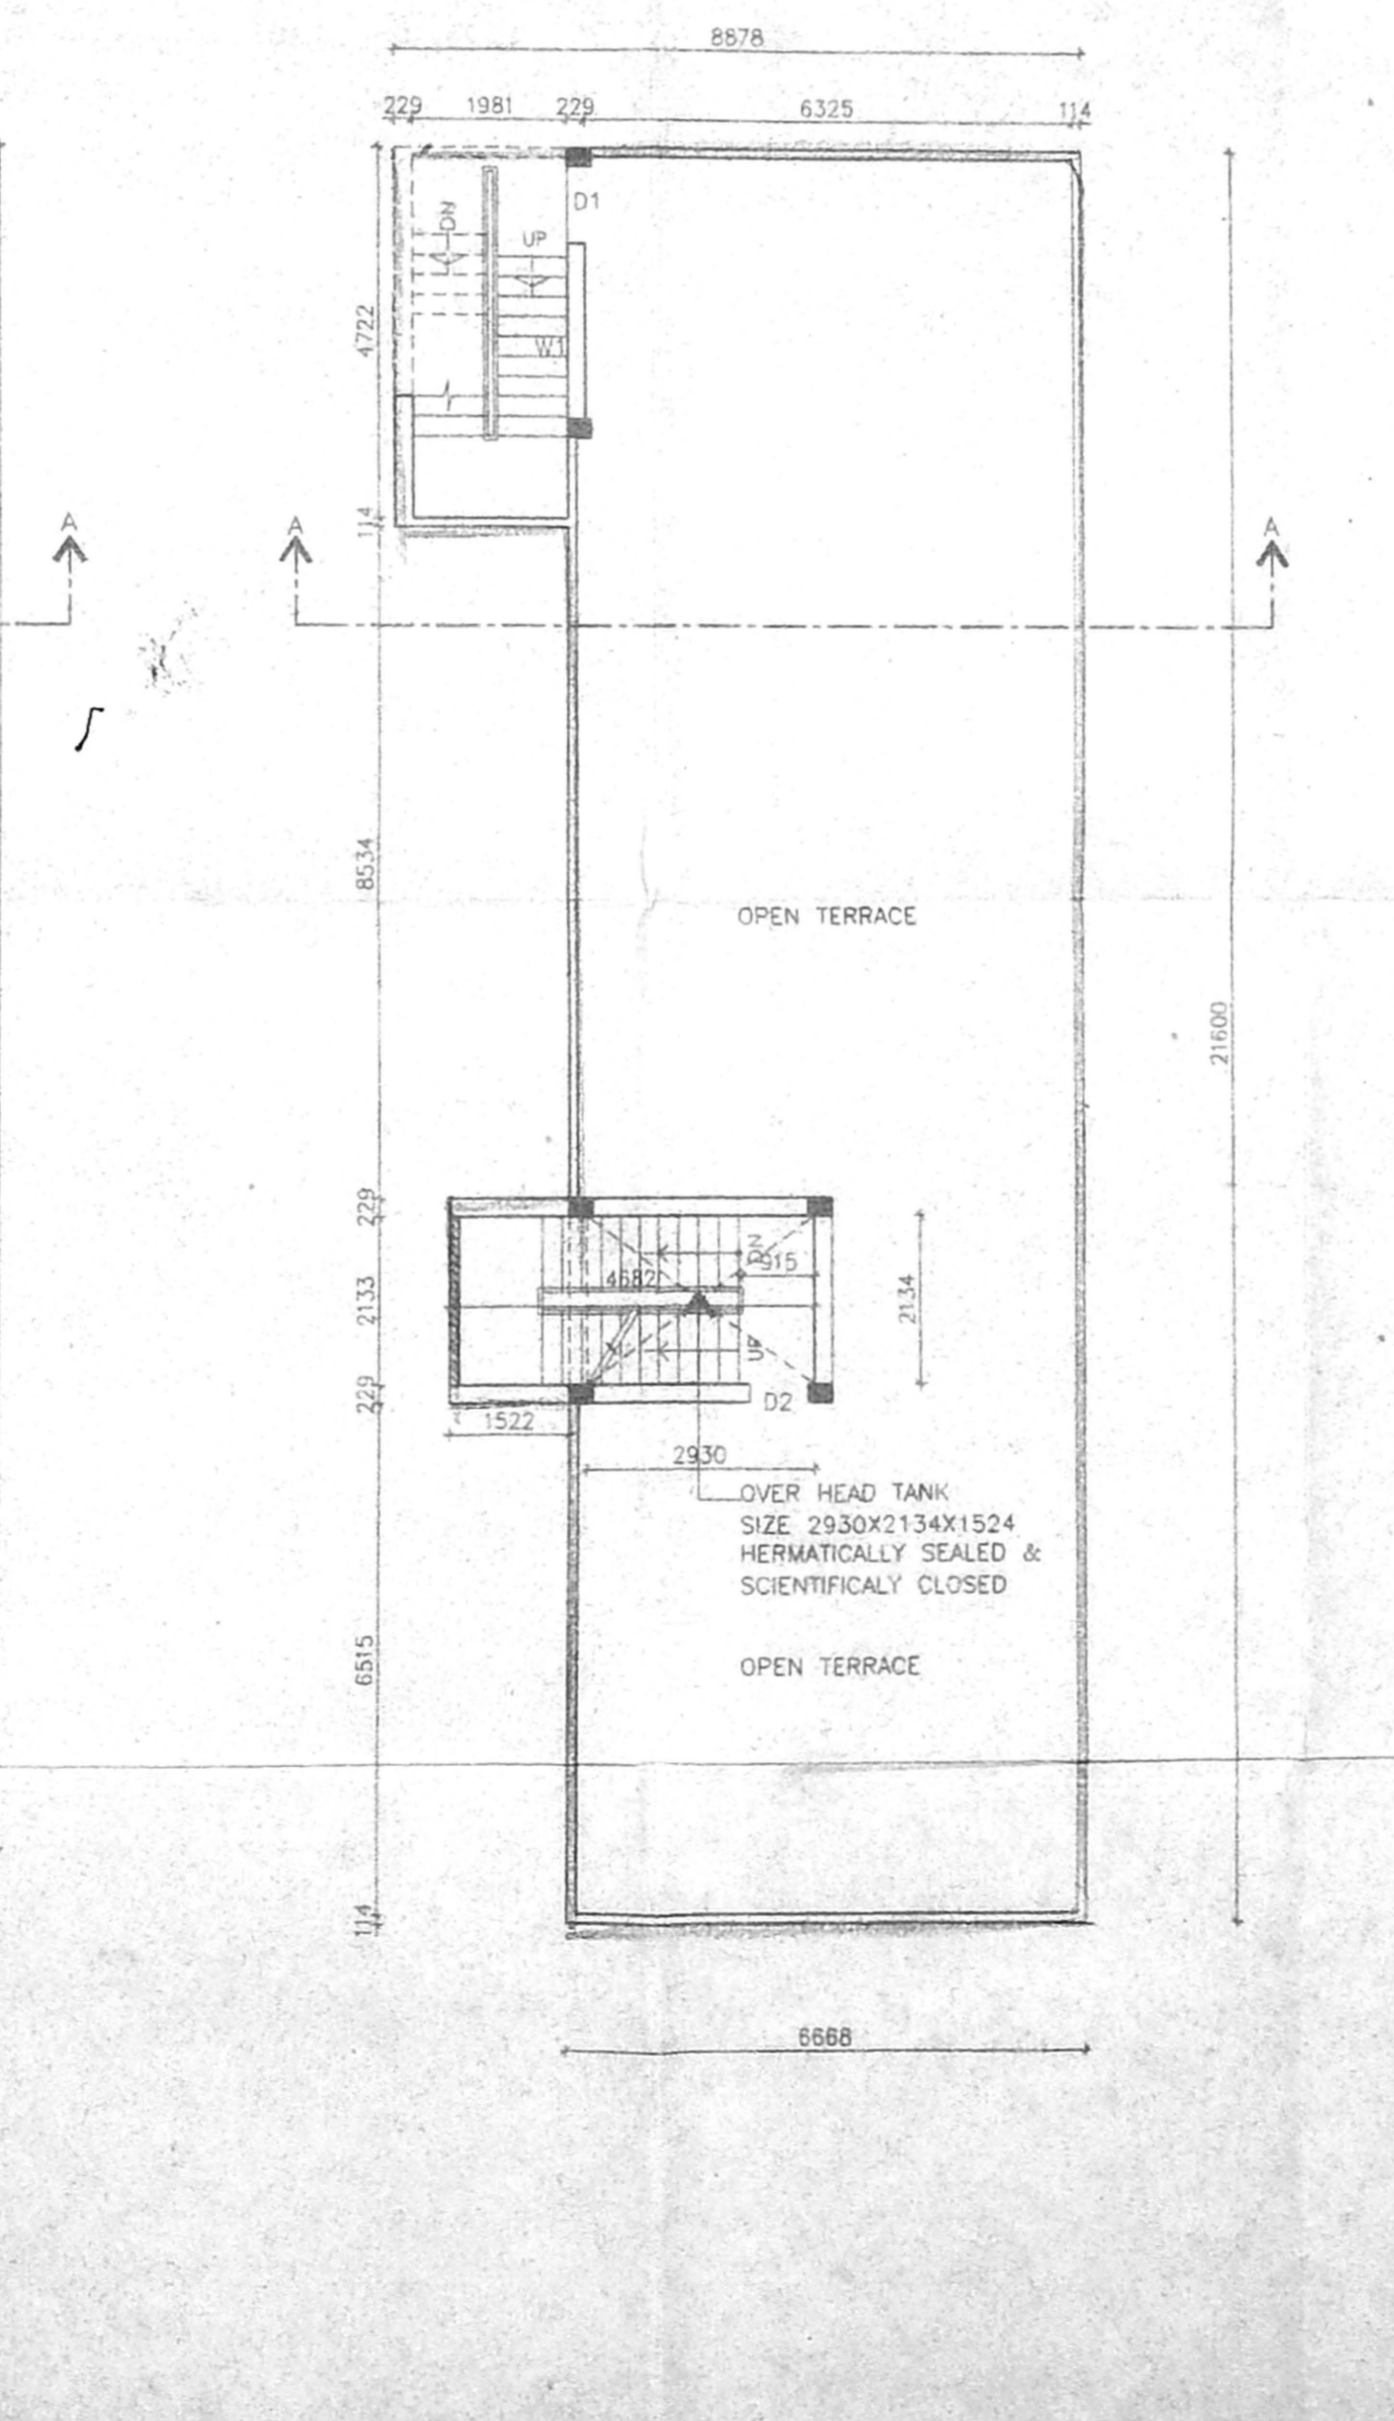 8878
229 1981 229 6325 114
D1
DN
UP
4722
W1
114
A
A
A
8534
OPEN TERRACE
21600
229
DN
915
4682
2133
2134
UP
229
D2
1522
2930
OVER HEAD TANK
SIZE 2930X2134X1524
HERMATICALLY SEALED &
SCIENTIFICALY CLOSED
6515
OPEN TERRACE
114
6668